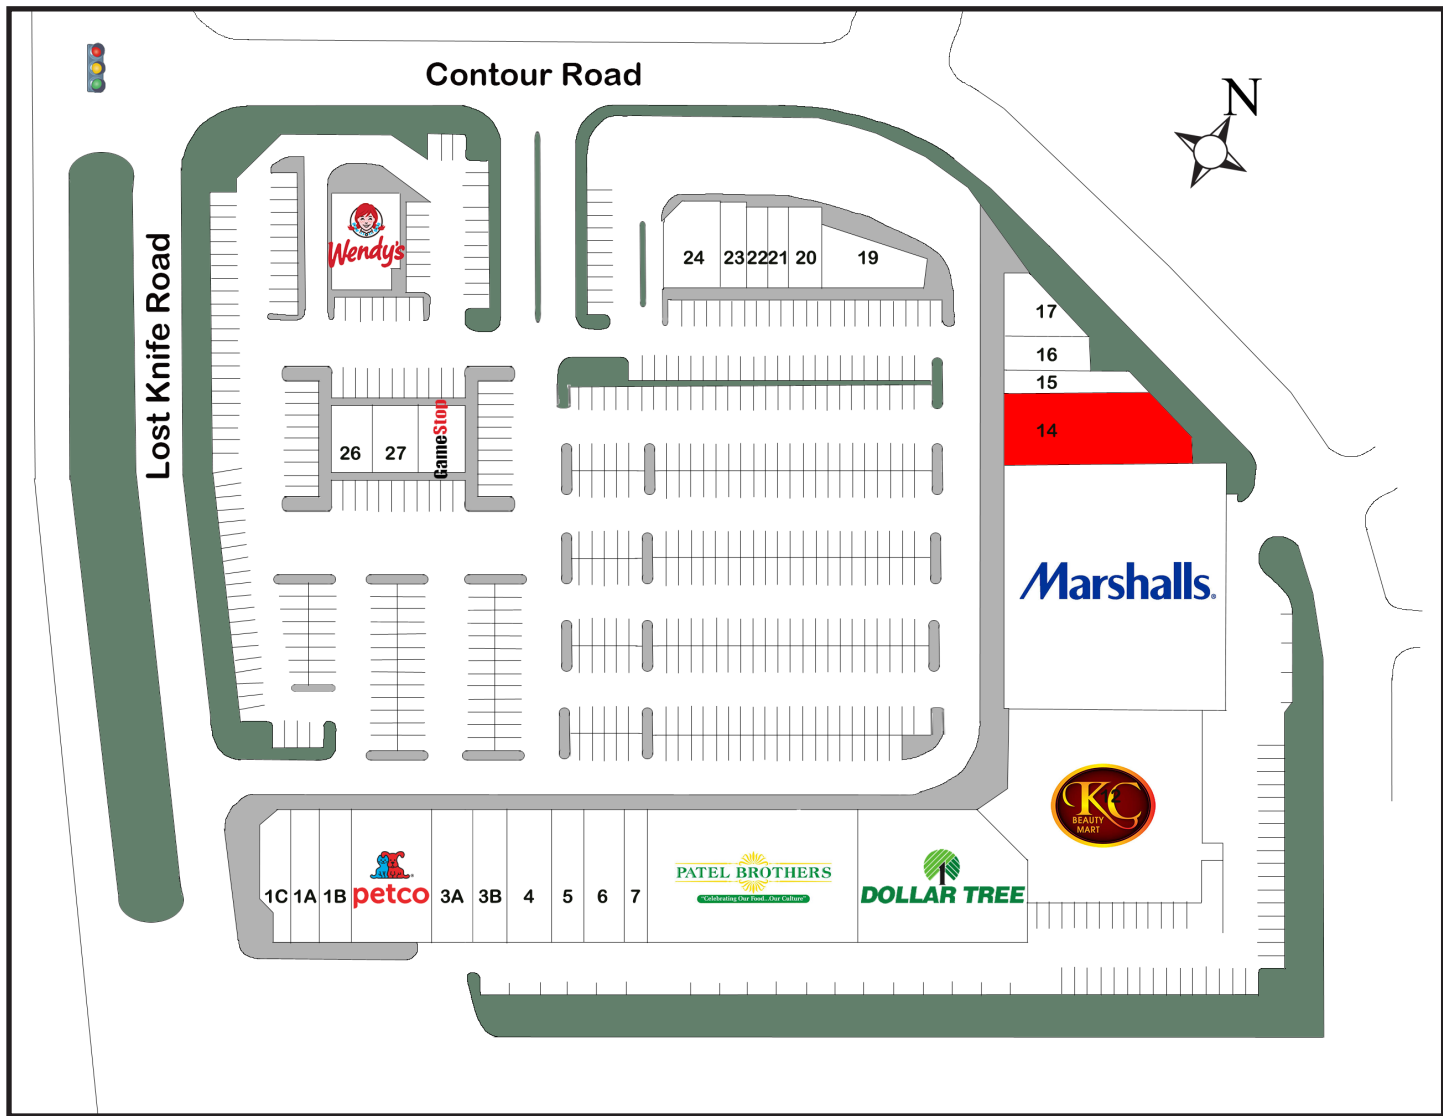 Contour Road
N
Lost Knife Road
Wendy's
24
23
22
21
20
19
17
16
15
14
26
27
GameStop
Marshalls
KC
12
BEAUTY
MART
1C
1A
1B
petco
3A
3B
4
5
6
7
PATEL BROTHERS
"Celebrating Our Food...Our Culture"
1
DOLLAR TREE